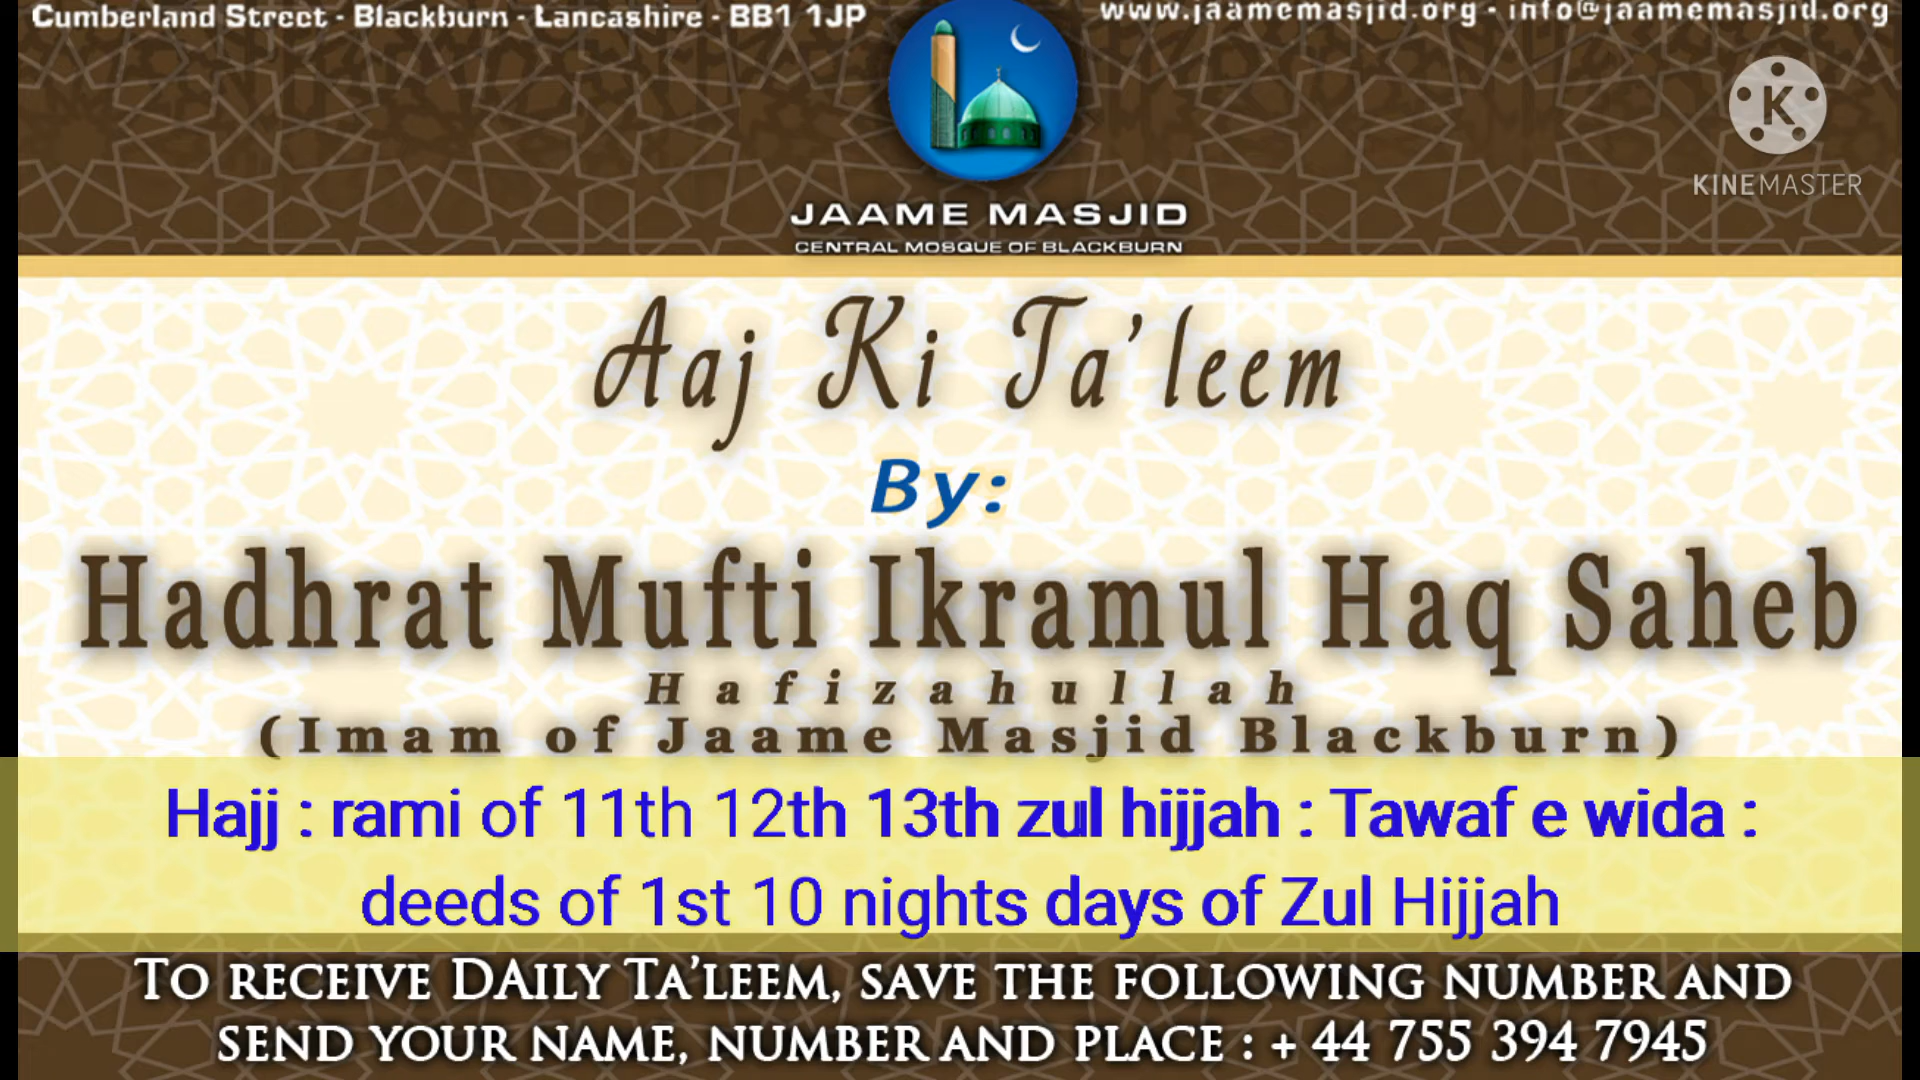 Cumberland Street - Blackburn - Lancashire - BB1 1JP
www.jaamemasjid.org - info@jaamemasjid.org
K
KINEMASTER
JAAME MASJID
CENTRAL MOSQUE OF BLACKBURN
Aaj Ki Ta'leem
By:
Hadhrat Mufti Ikramul Haq Saheb
Hafizahullah
(Imam of Jaame Masjid Blackburn)
Hajj : rami of 11th 12th 13th zul hijjah : Tawaf e wida :
deeds of 1st 10 nights days of Zul Hijjah
To receive DAily Ta'leem, save the following number and
send your name, number and place : + 44 755 394 7945